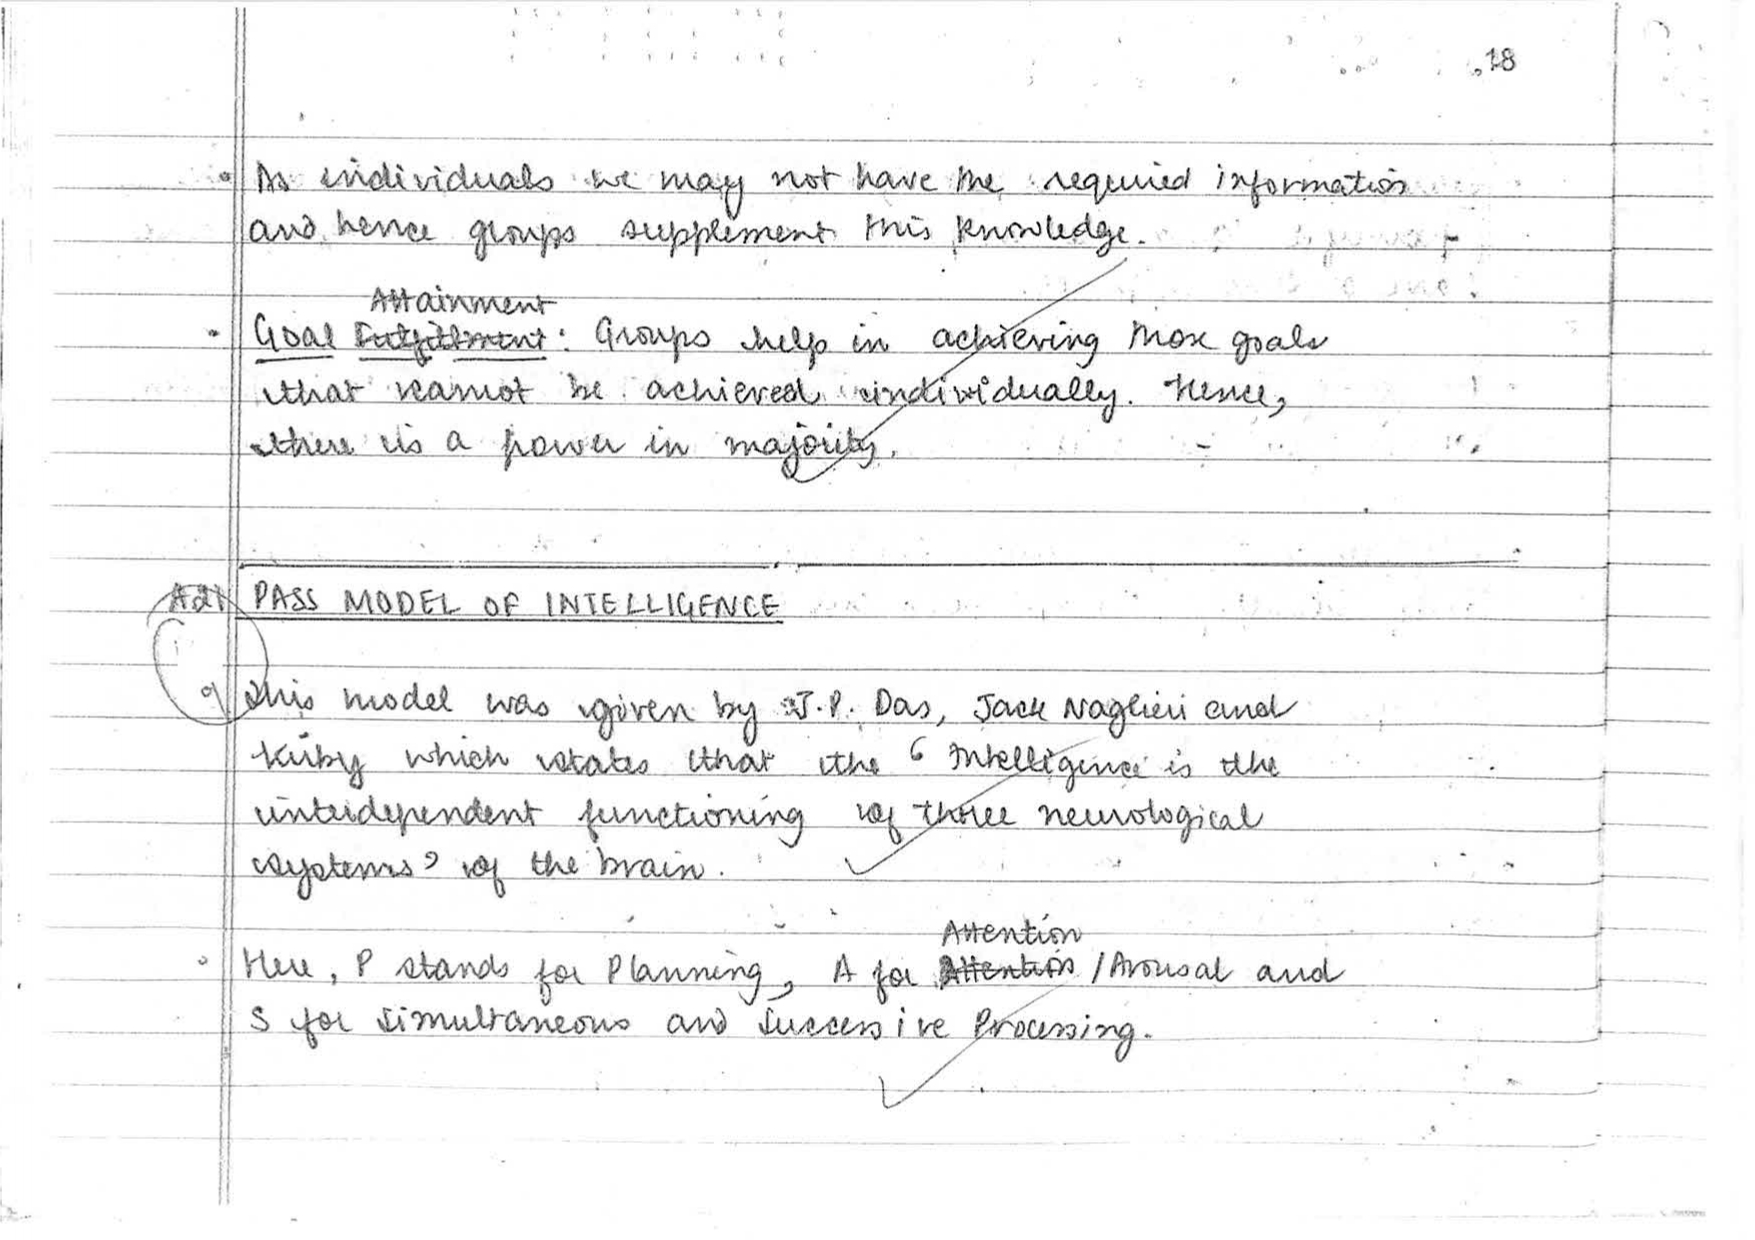 18
• As individuals we may not have the required information
and hence groups supplement this knowledge.
Attainment
• Goal Fulfillment: Groups help in achieving those goals
that cannot be achieved individually. Hence,
there is a power in majority.
A21 PASS MODEL OF INTELLIGENCE
This model was given by J.P. Das, Jack Naglieri and
Kirby which states that the ‘Intelligence is the
interdependent functioning of three neurological
systems’ of the brain.
Attention
• Here, P stands for Planning, A for Attention /Arousal and
S for Simultaneous and Successive Processing.